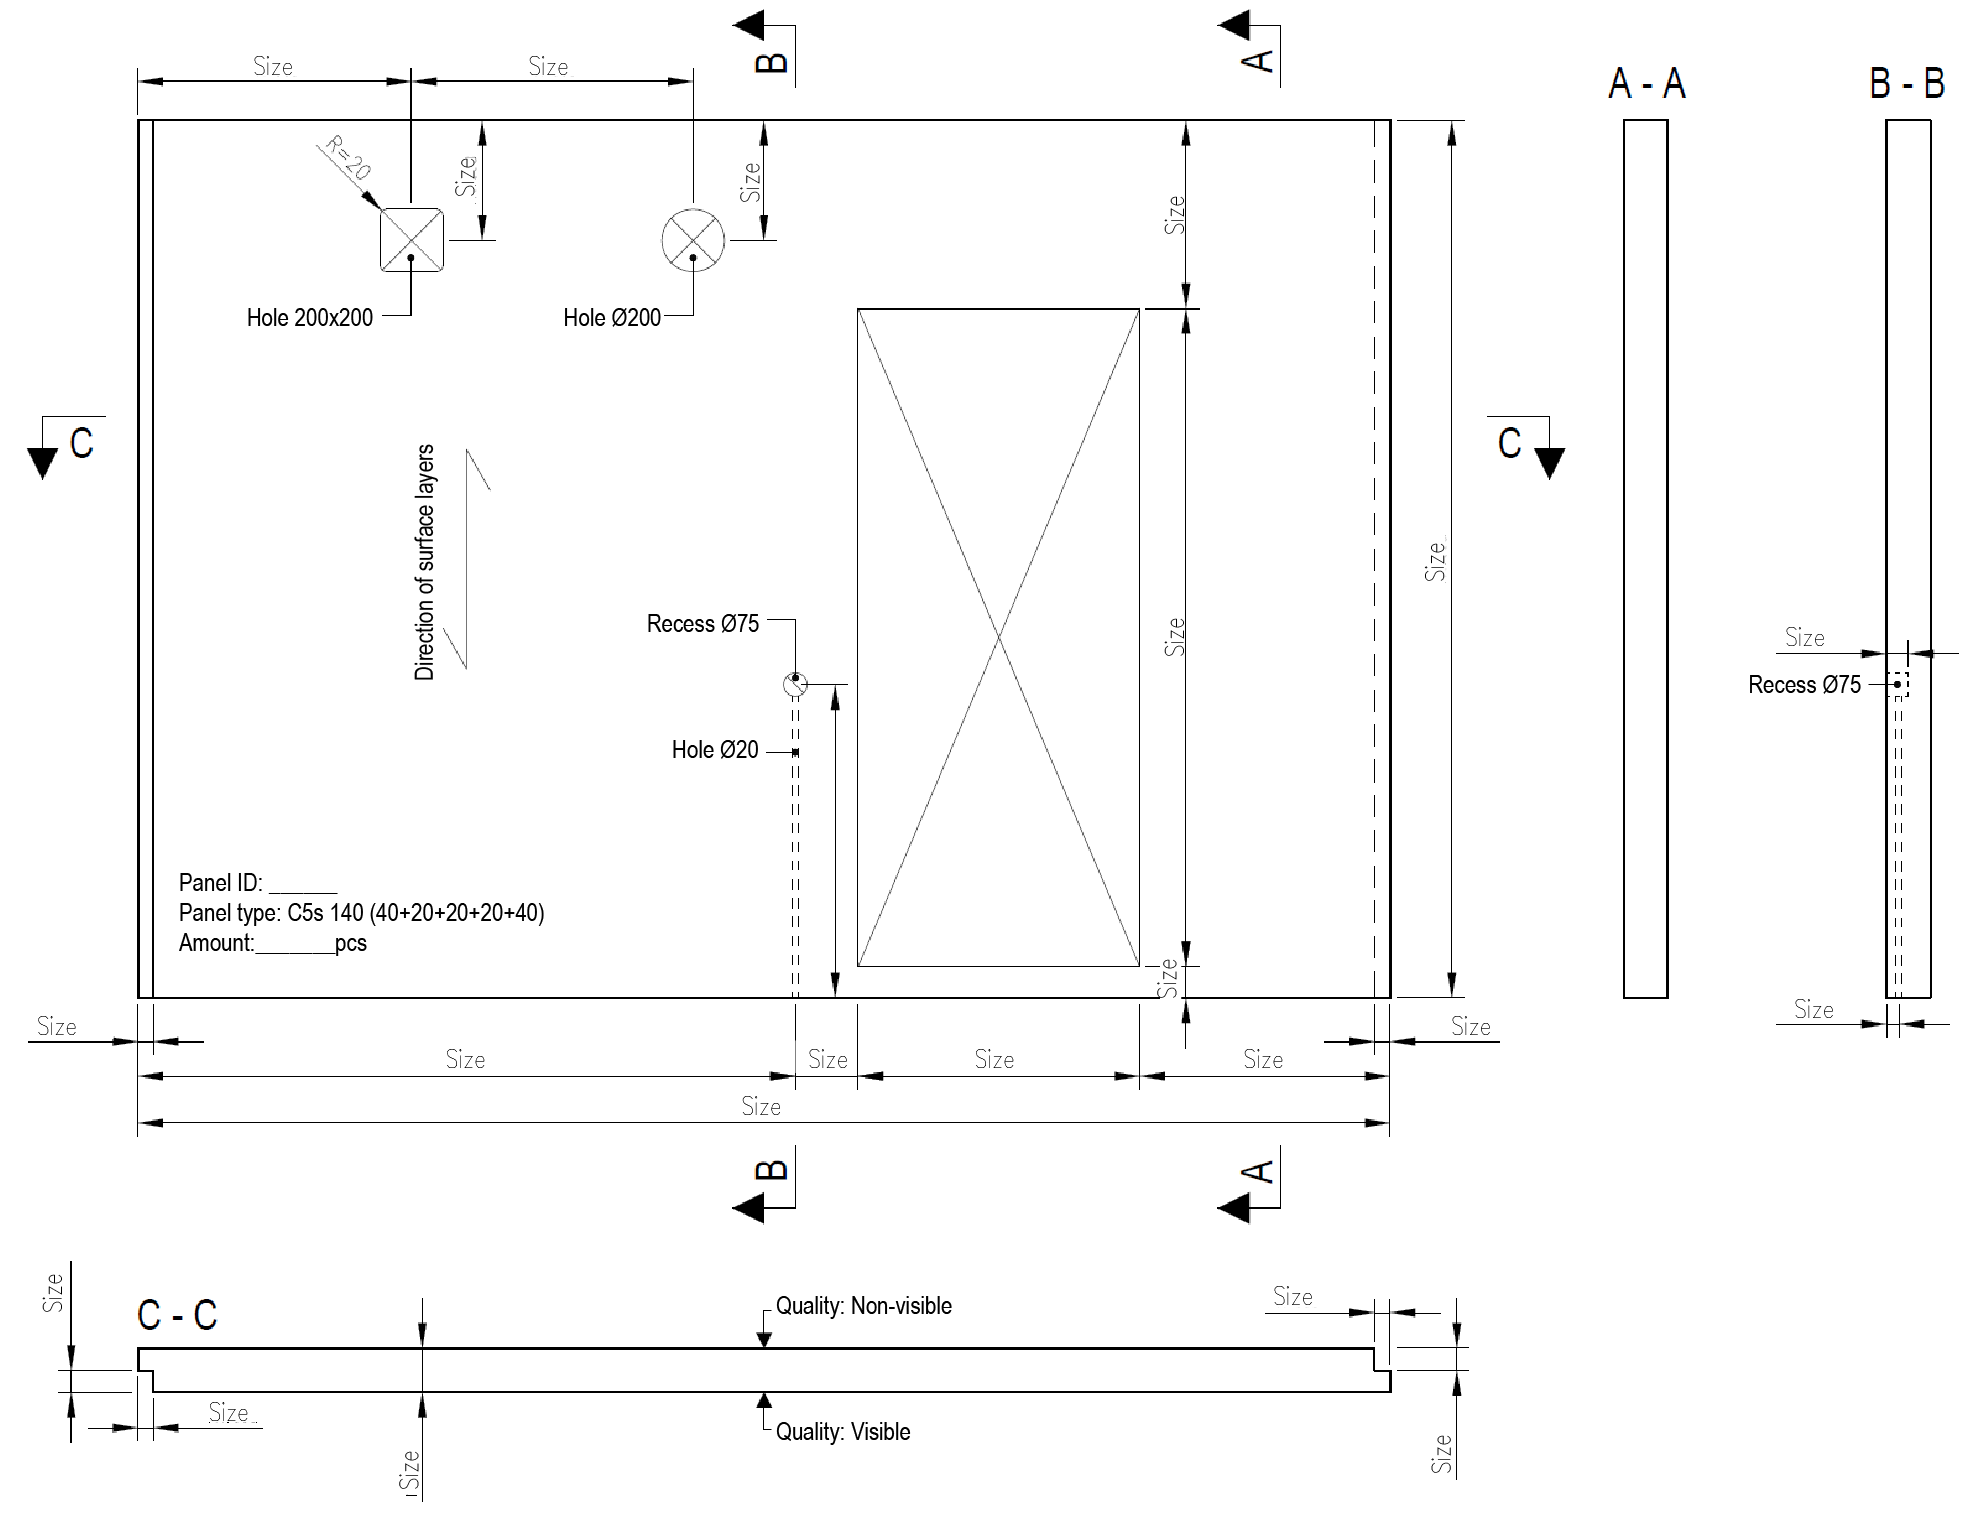 B
A
A - A
B - B
Size
Size
R=20
Size
Size
Size
Hole 200x200
Hole Ø200
C
C
Direction of surface layers
Size
Recess Ø75
Size
Size
Recess Ø75
Hole Ø20
Panel ID: ______
Panel type: C5s 140 (40+20+20+20+40)
Amount:_______pcs
Size
Size
Size
Size
Size
Size
Size
Size
Size
B
A
Size
C - C
Quality: Non-visible
Size
Size
Quality: Visible
Size
Size